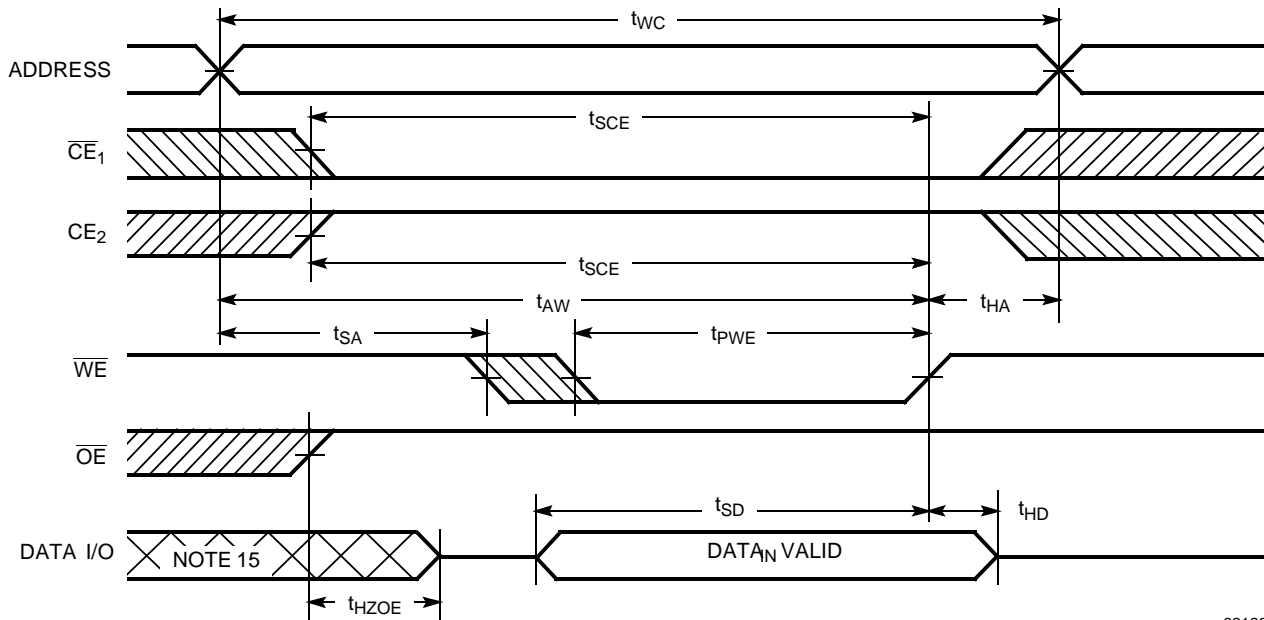 tWC
ADDRESS
tSCE
CE1
CE2
tSCE
tAW
tHA
tSA
tPWE
WE
OE
tSD
tHD
DATA I/O
NOTE 15
DATAIN VALID
tHZOE